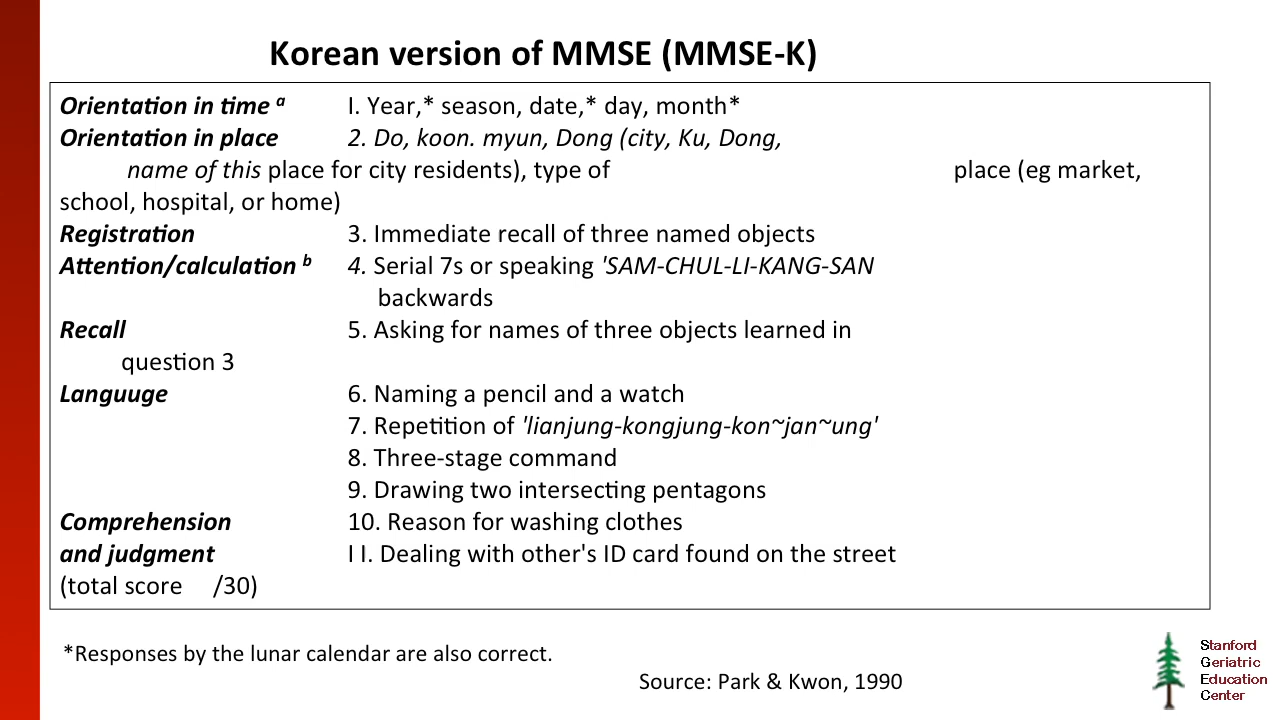 Korean version of MMSE (MMSE-K)
Orientation in time a I. Year,* season, date,* day, month*
Orientation in place 2. Do, koon. myun, Dong (city, Ku, Dong,
name of this place for city residents), type of place (eg market,
school, hospital, or home)
Registration 3. Immediate recall of three named objects
Attention/calculation b 4. Serial 7s or speaking 'SAM-CHUL-LI-KANG-SAN
backwards
Recall 5. Asking for names of three objects learned in
question 3
Languuge 6. Naming a pencil and a watch
7. Repetition of 'lianjung-kongjung-kon~jan~ung'
8. Three-stage command
9. Drawing two intersecting pentagons
Comprehension 10. Reason for washing clothes
and judgment I I. Dealing with other's ID card found on the street
(total score /30)
*Responses by the lunar calendar are also correct.
Source: Park & Kwon, 1990
Stanford
Geriatric
Education
Center